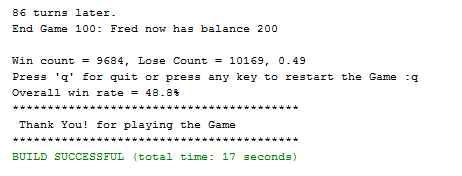 86 turns later.
End Game 100: Fred now has balance 200
Win count = 9684, Lose Count = 10169, 0.49
Press 'q' for quit or press any key to restart the Game :q
Overall win rate = 48.8%
***************************************
Thank You! for playing the Game
***************************************
BUILD SUCCESSFUL (total time: 17 seconds)